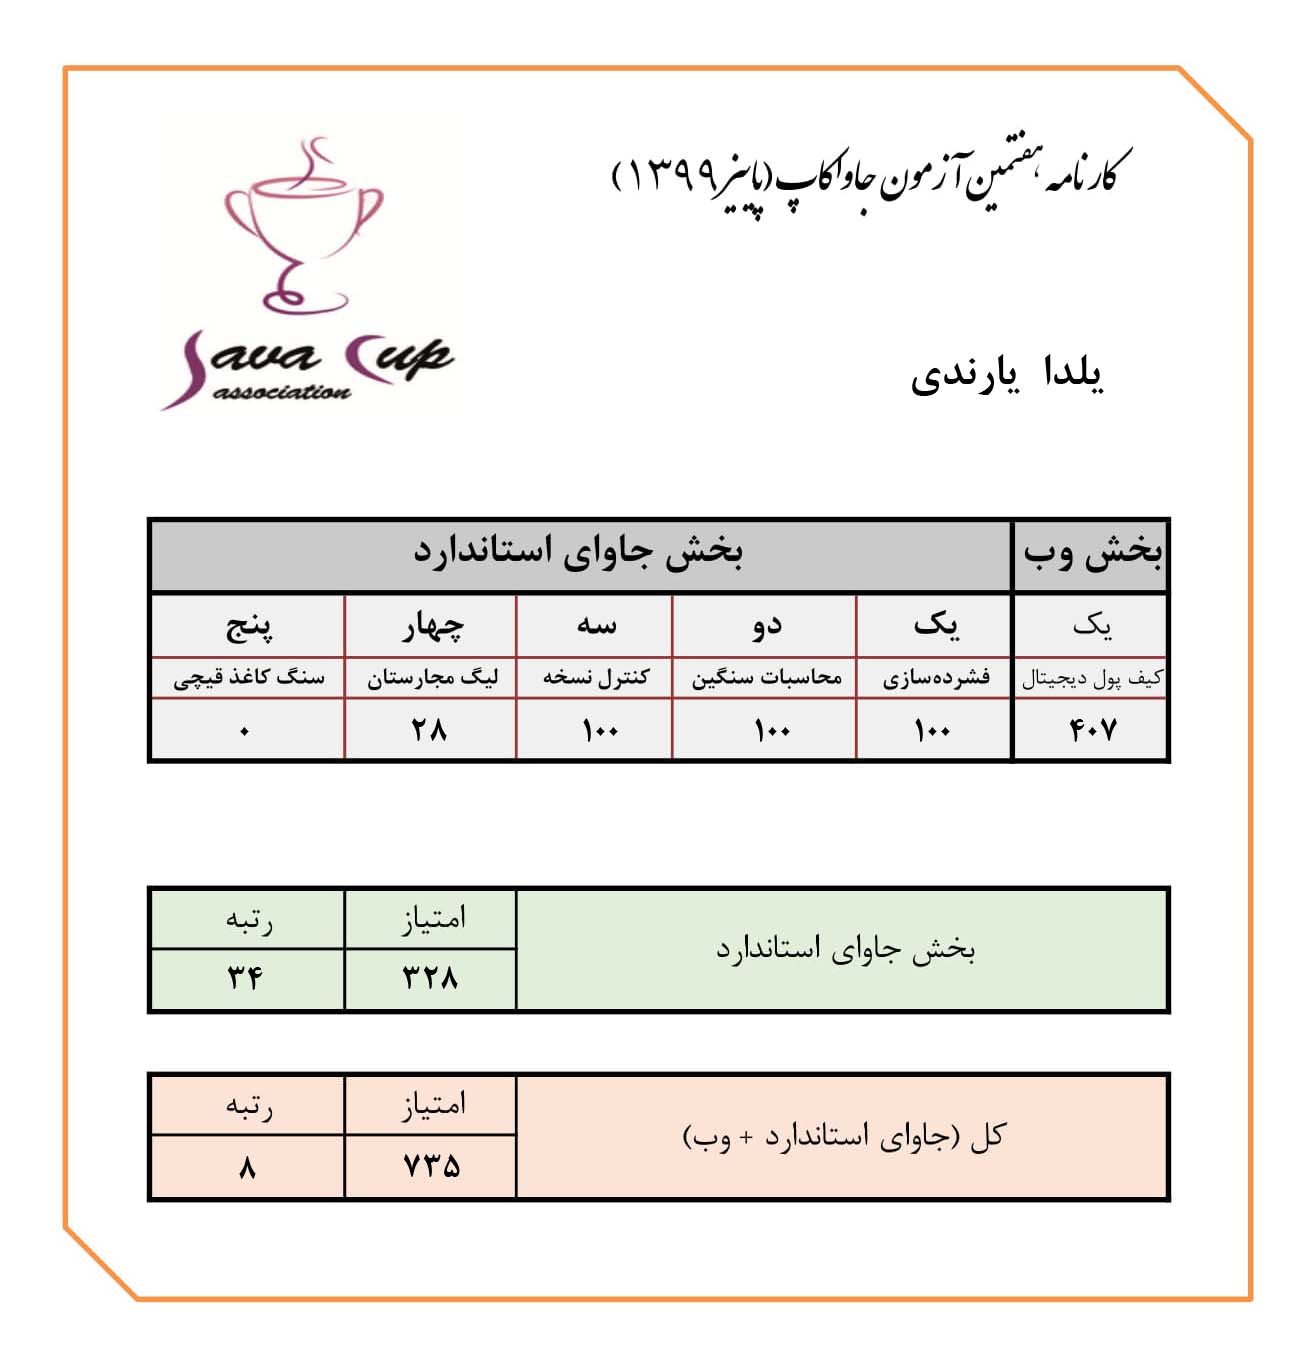 کارنامه هفتمین آزمون جاواکاپ (پاییز ۱۳۹۹)
Java Cup
association
یلدا یارندی
بخش وب بخش جاوای استاندارد
یک یک دو سه چهار پنج
کیف پول دیجیتال فشرده‌سازی محاسبات سنگین کنترل نسخه لیگ مجارستان سنگ کاغذ قیچی
۴۰۷ ۱۰۰ ۱۰۰ ۱۰۰ ۲۸ ۰
بخش جاوای استاندارد
امتیاز رتبه
۳۲۸ ۳۴
کل (جاوای استاندارد + وب)
امتیاز رتبه
۷۳۵ ۸